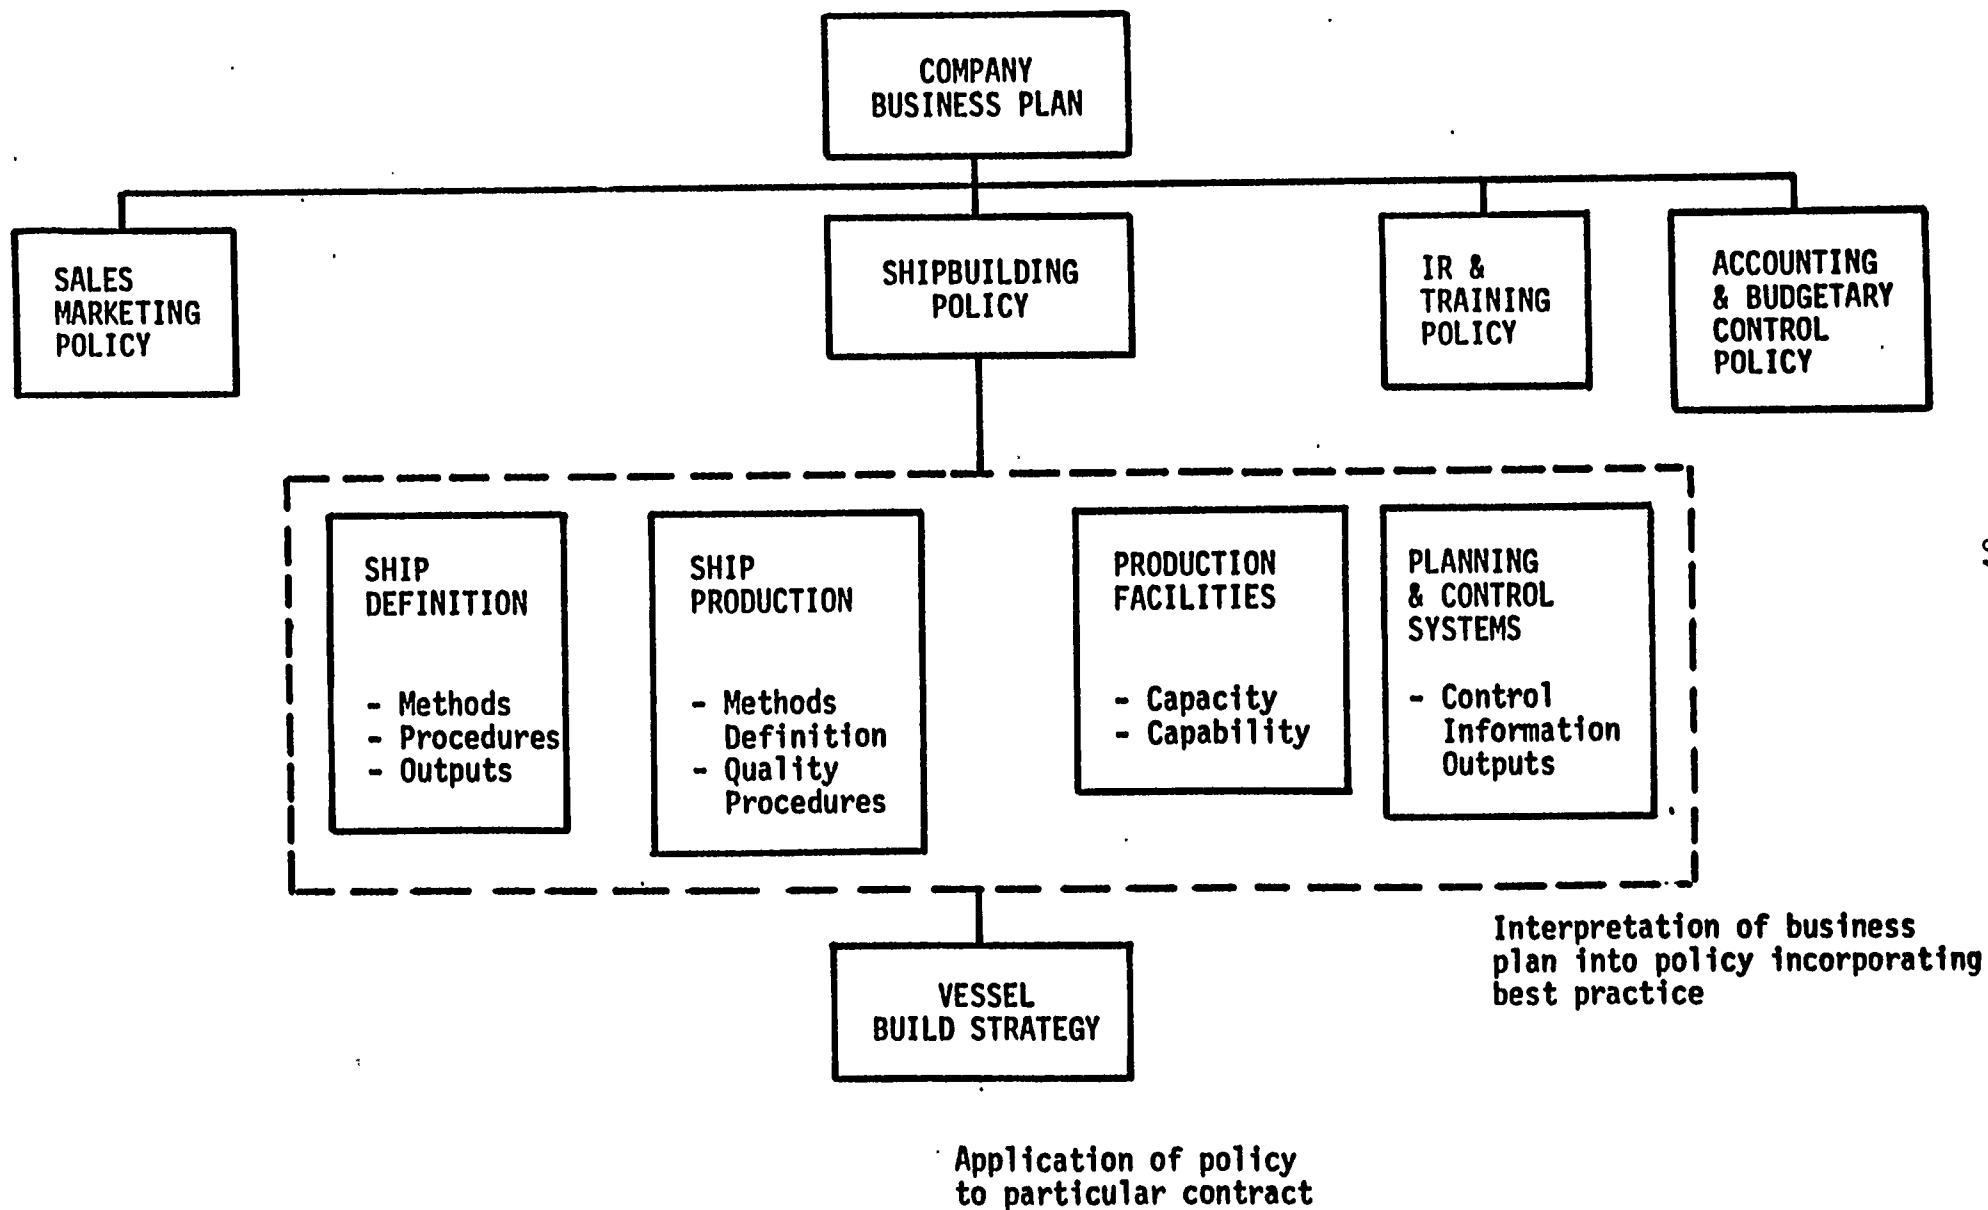 COMPANY
BUSINESS PLAN
SALES
MARKETING
POLICY
SHIPBUILDING
POLICY
IR &
TRAINING
POLICY
ACCOUNTING
& BUDGETARY
CONTROL
POLICY
SHIP
DEFINITION
- Methods
- Procedures
- Outputs
SHIP
PRODUCTION
- Methods
Definition
- Quality
Procedures
PRODUCTION
FACILITIES
- Capacity
- Capability
PLANNING
& CONTROL
SYSTEMS
- Control
Information
Outputs
Interpretation of business
plan into policy incorporating
best practice
VESSEL
BUILD STRATEGY
Application of policy
to particular contract